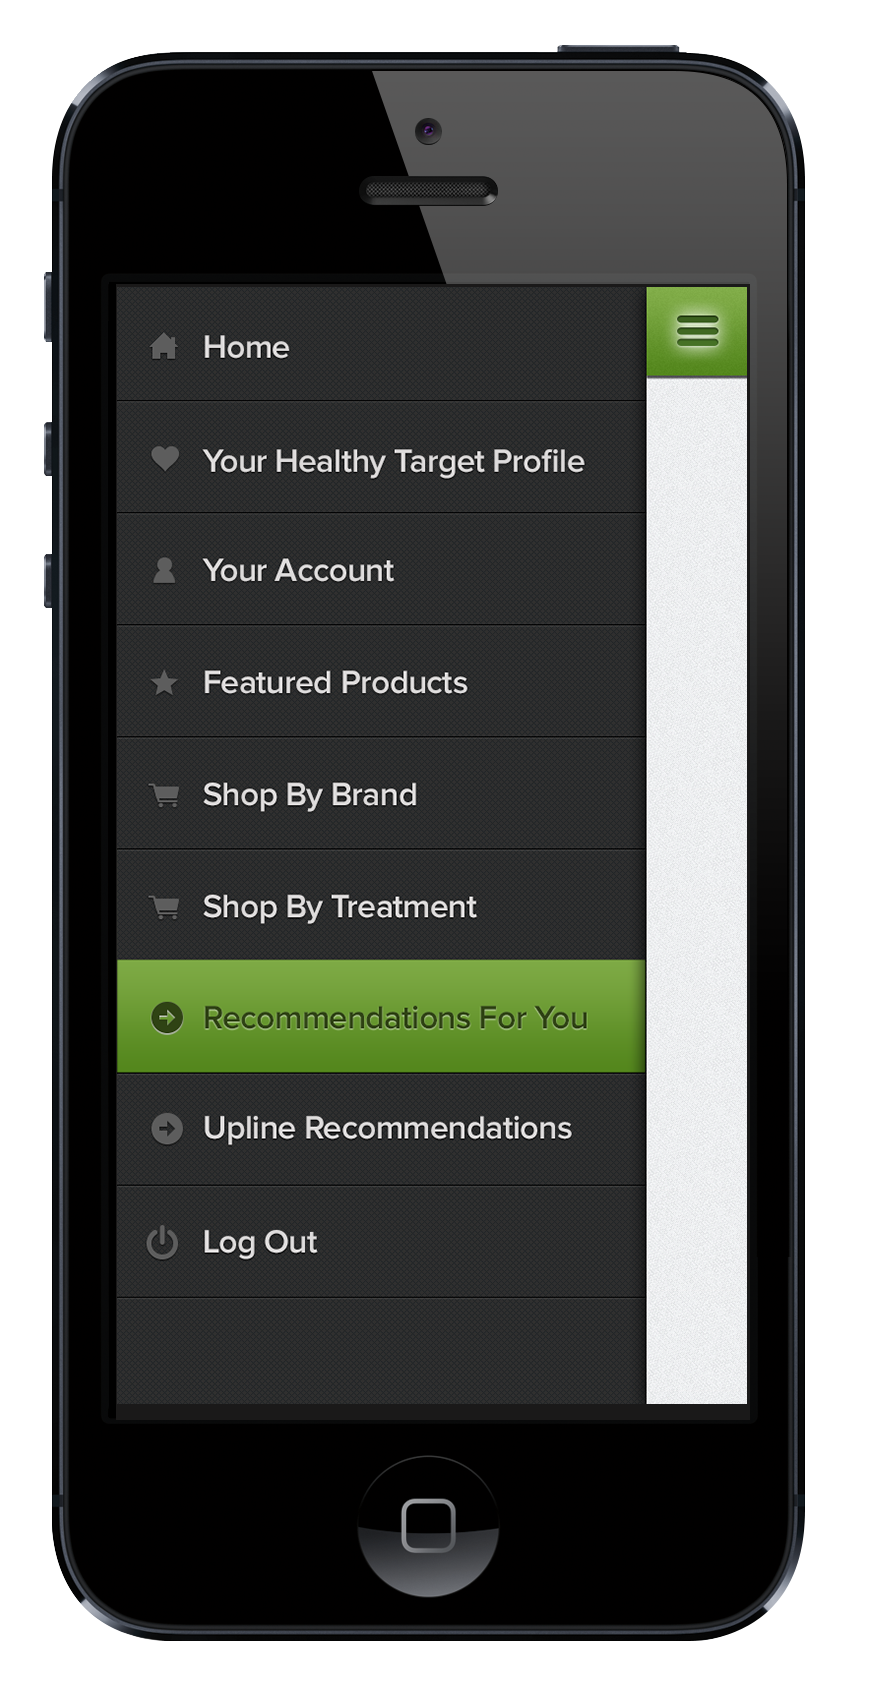 Home
Your Healthy Target Profile
Your Account
Featured Products
Shop By Brand
Shop By Treatment
Recommendations For You
Upline Recommendations
Log Out